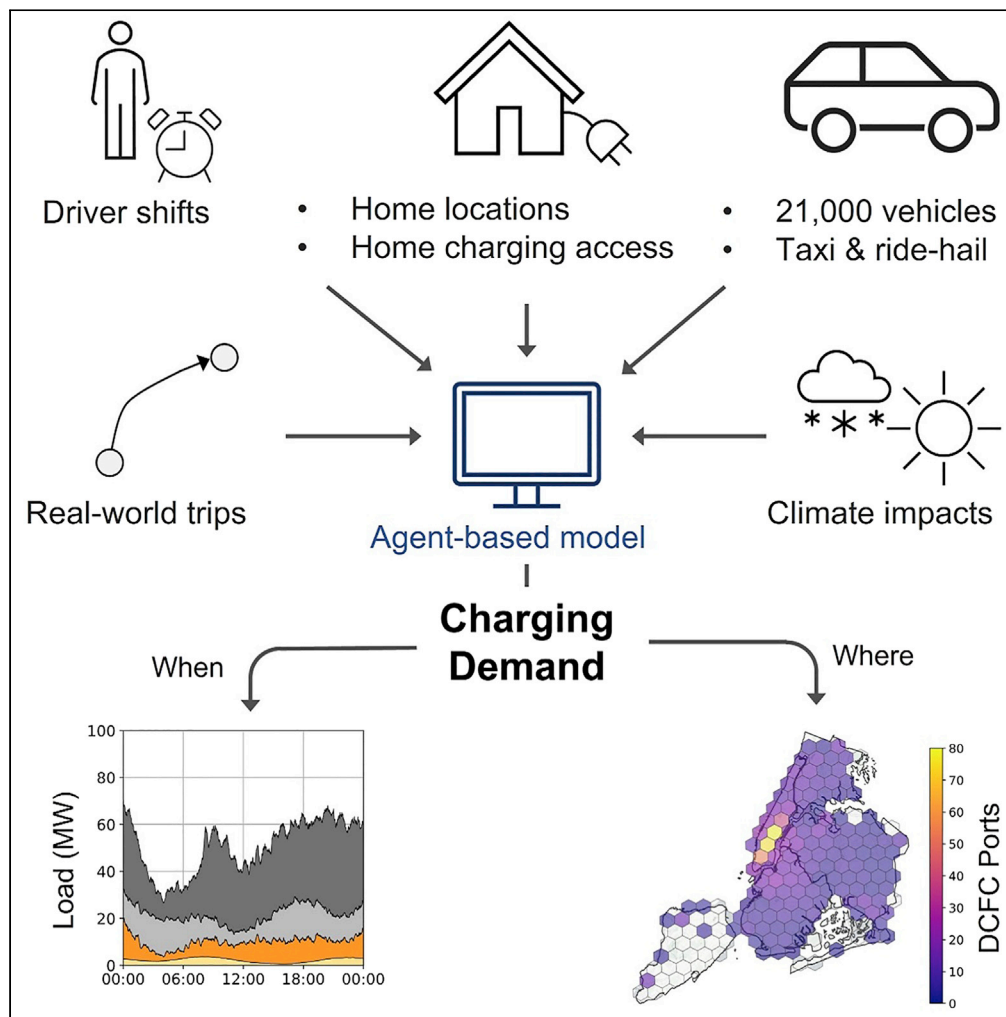 Driver shifts
• Home locations
• Home charging access
• 21,000 vehicles
• Taxi & ride-hail
Real-world trips
Agent-based model
Climate impacts
Charging
Demand
When
Where
Load (MW)
100
80
60
40
20
0
00:00 06:00 12:00 18:00 00:00
80
70
60
50
40
30
20
10
0
DCFC Ports